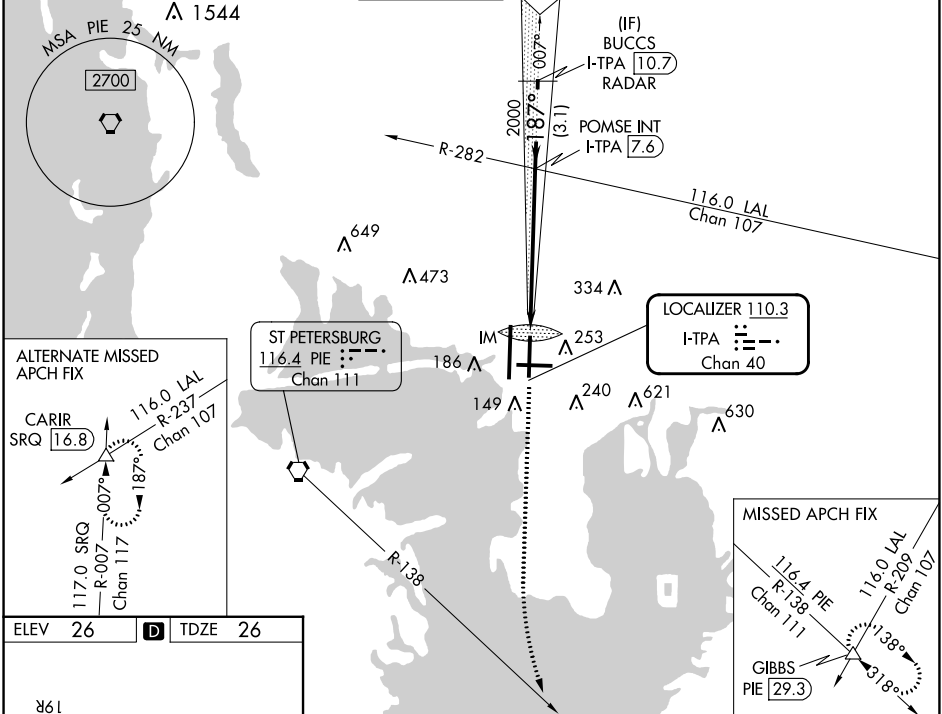 1544
MSA PIE 25 NM
2700
(IF)
BUCCS
I-TPA 10.7
RADAR
007°
2000
187°
(3.1)
POMSE INT
I-TPA 7.6
R-282
116.0 LAL
Chan 107
649
473
334
LOCALIZER 110.3
I-TPA
Chan 40
ST PETERSBURG
116.4 PIE
Chan 111
IM
253
186
149
240
621
630
ALTERNATE MISSED
APCH FIX
CARIR
SRQ 16.8
116.0 LAL
R-237
Chan 107
007°
187°
117.0 SRQ
R-007
Chan 117
R-138
MISSED APCH FIX
116.4 PIE
R-138
Chan 111
116.0 LAL
R-209
Chan 107
138°
318°
GIBBS
PIE 29.3
ELEV 26 D TDZE 26
19R